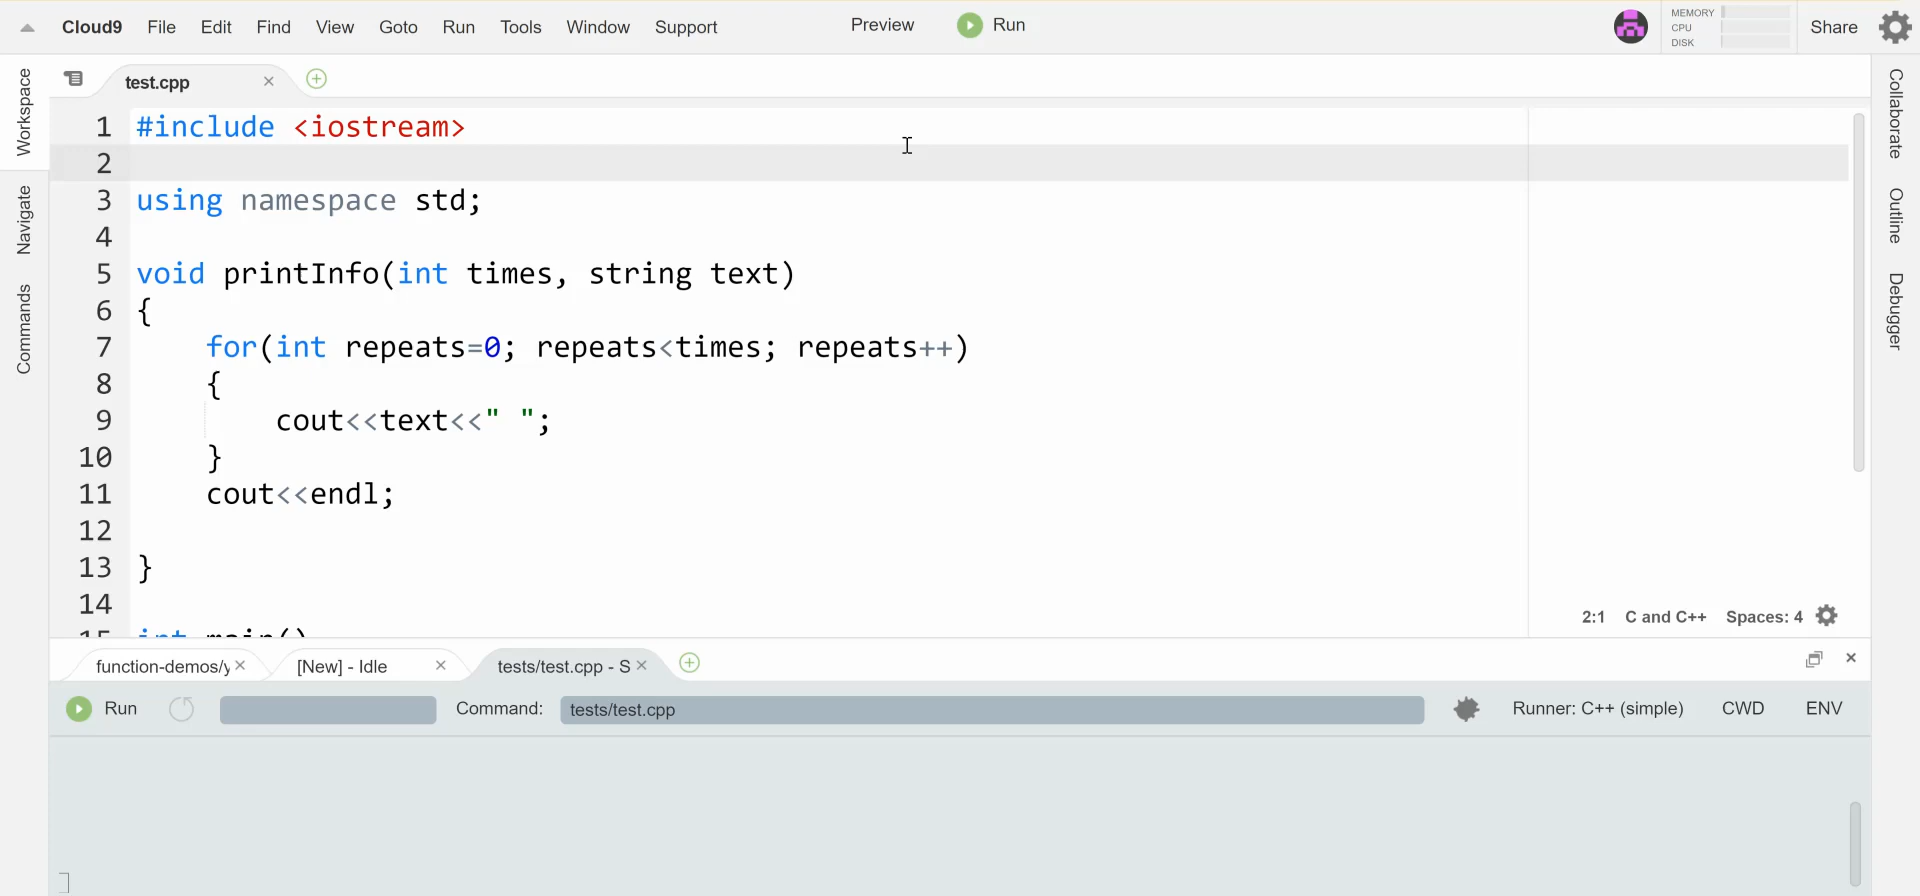 Cloud9 File Edit Find View Goto Run Tools Window Support Preview Run Share
MEMORY
CPU
DISK
Workspace
Navigate
Commands
test.cpp
1 #include <iostream>
2
3 using namespace std;
4
5 void printInfo(int times, string text)
6 {
7 for(int repeats=0; repeats<times; repeats++)
8 {
9 cout<<text<<" ";
10 }
11 cout<<endl;
12
13 }
14
15 int main()
2:1 C and C++ Spaces: 4
Collaborate
Outline
Debugger
function-demos/y [New] - Idle tests/test.cpp - S
Run Command: tests/test.cpp Runner: C++ (simple) CWD ENV